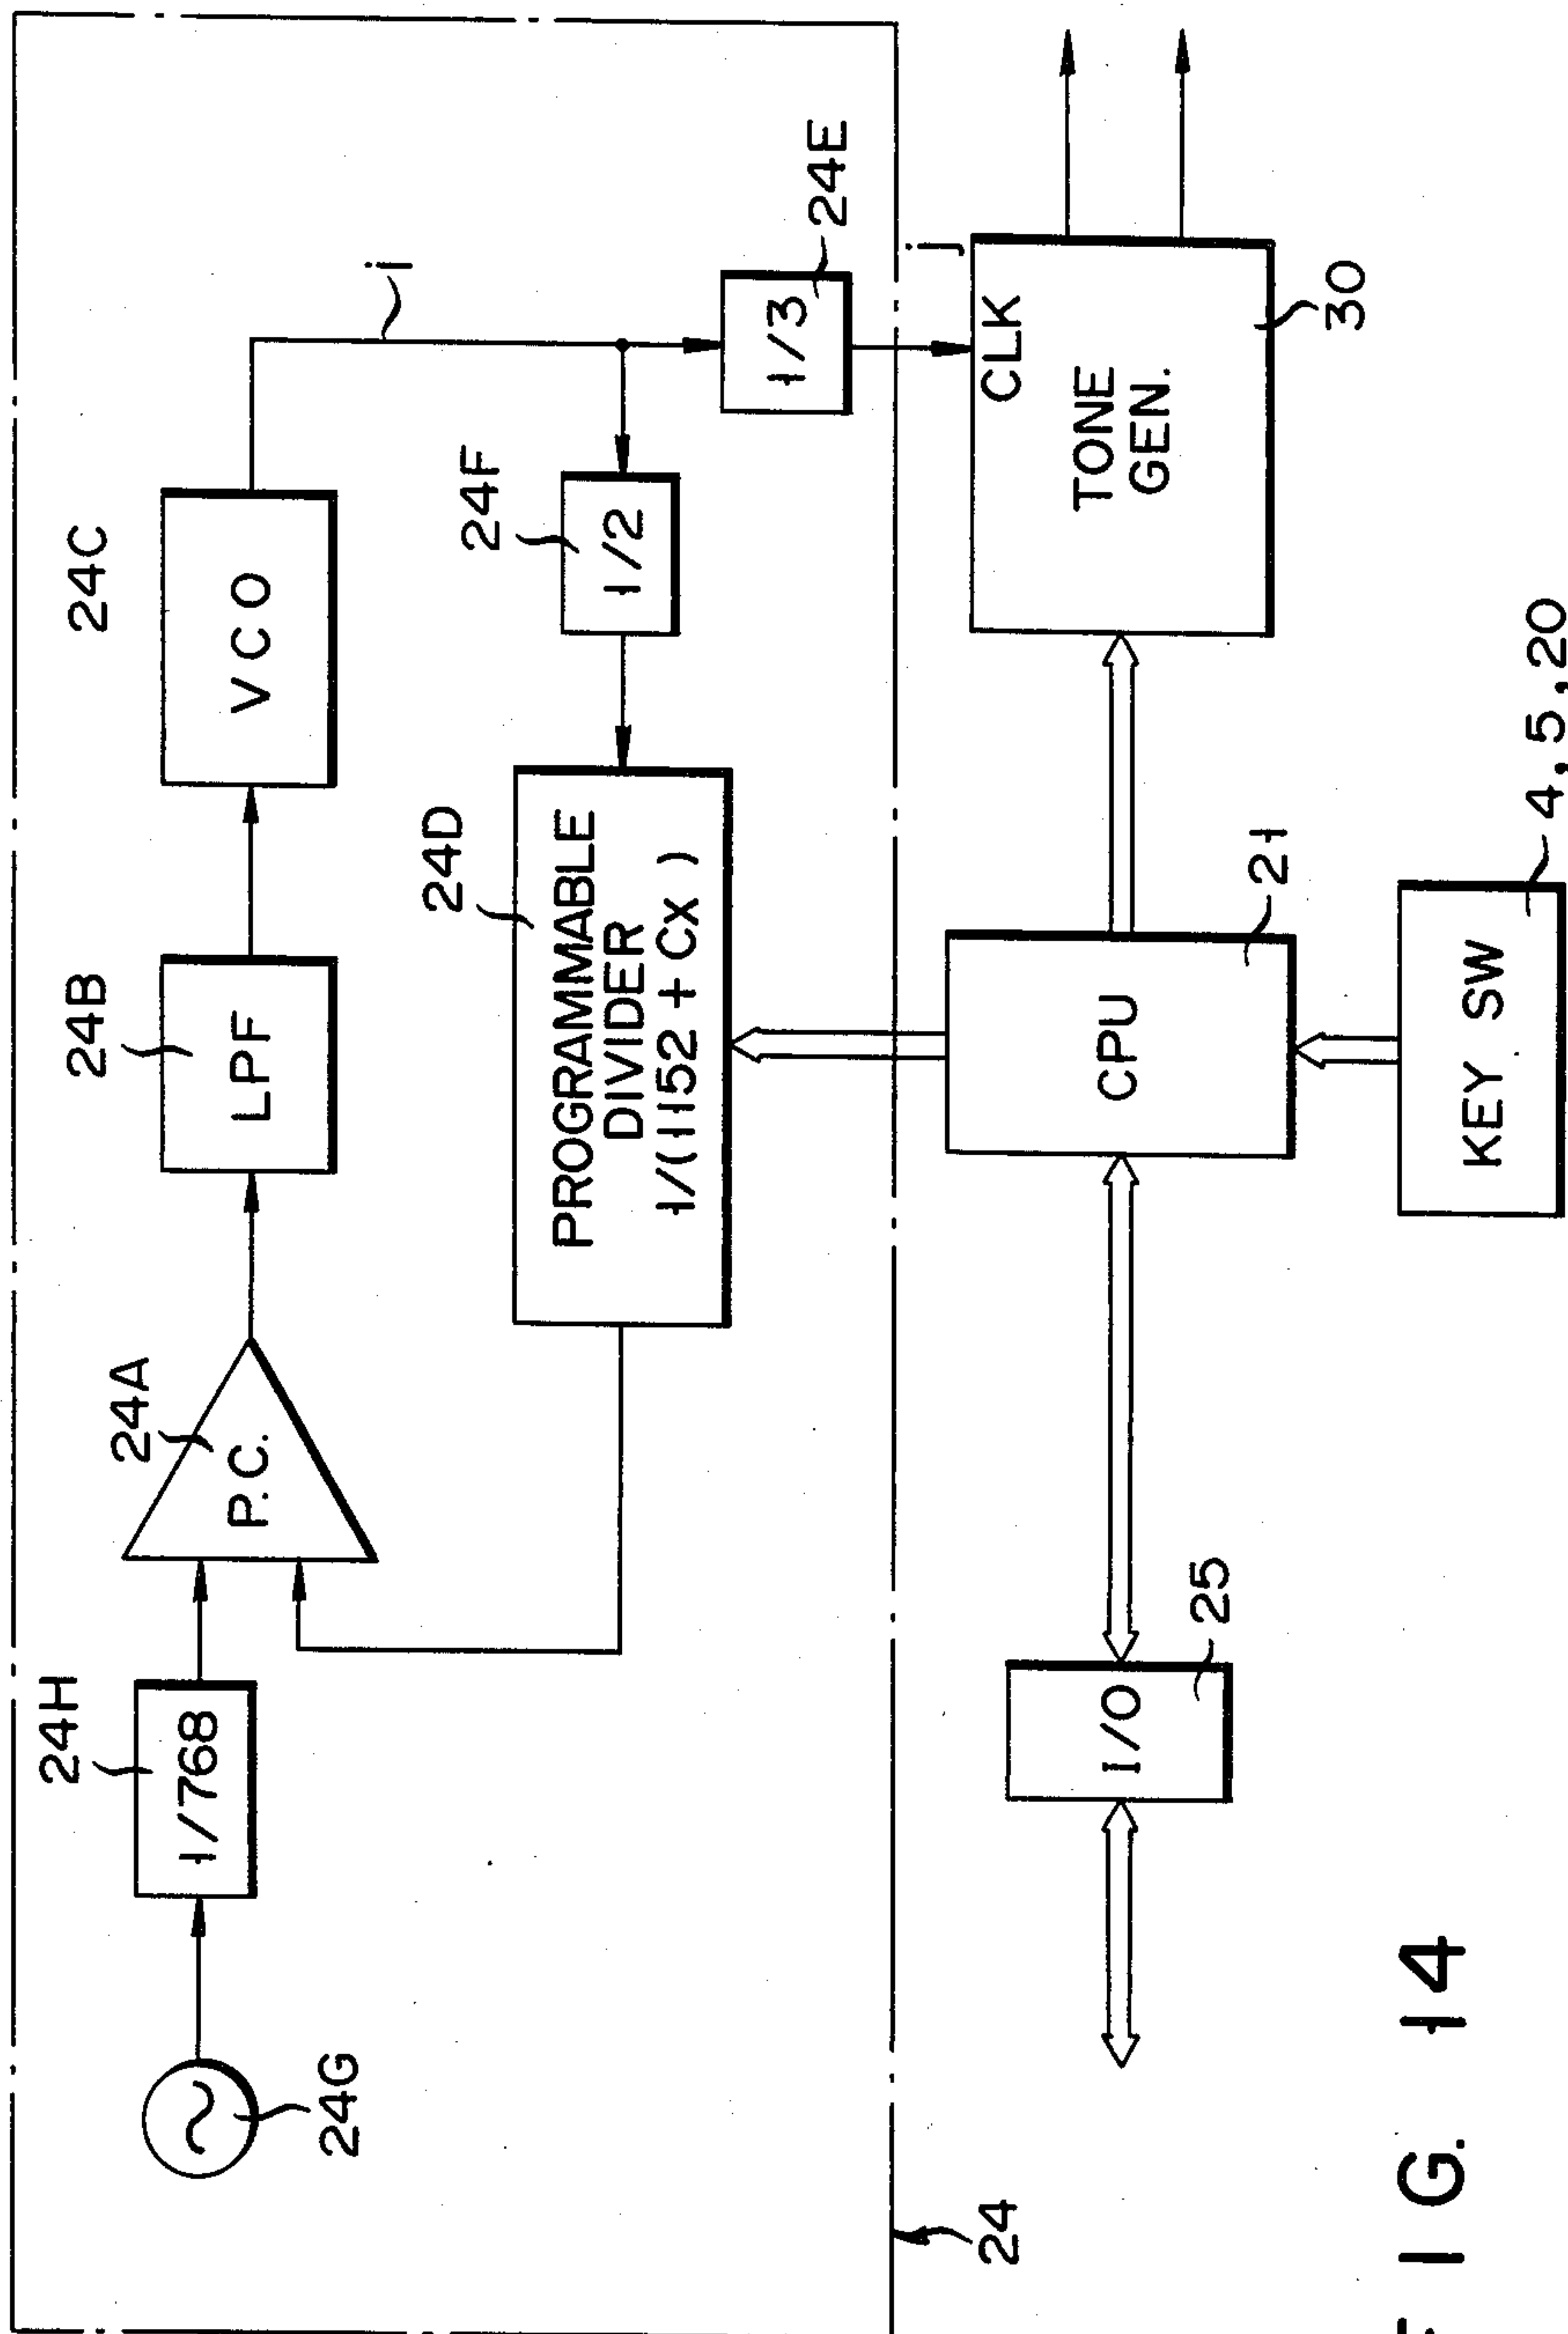 24C
24B
24A
24H
VCO
LPF
P.C.
1/768
24G
i
24F
24D
1/2
PROGRAMMABLE
DIVIDER
1/(1152 + Cx )
24E
1/3
j
24
CLK
TONE
GEN.
30
CPU
21
I/O
25
KEY SW
4, 5, 20
FIG. 14